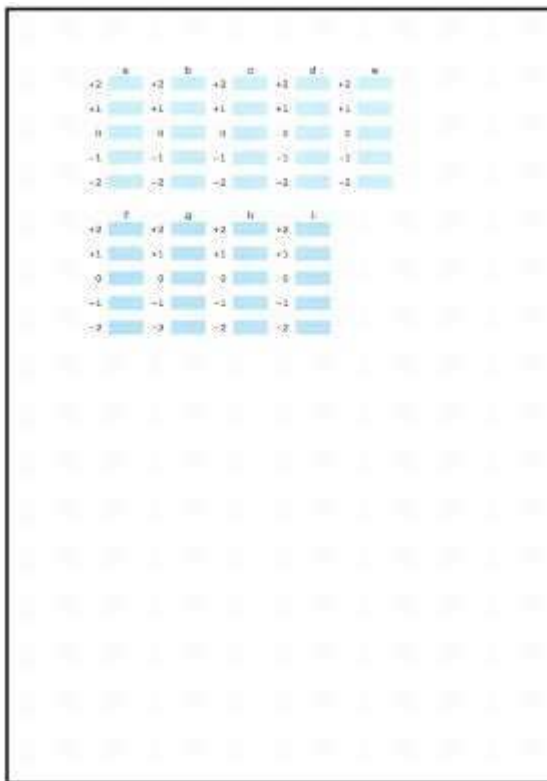 a b c d e
+2 +2 +2 +2 +2
+1 +1 +1 +1 +1
0 0 0 0 0
-1 -1 -1 -1 -1
-2 -2 -2 -2 -2
f g h i
+2 +2 +2 +2
+1 +1 +1 +1
0 0 0 0
-1 -1 -1 -1
-2 -2 -2 -2